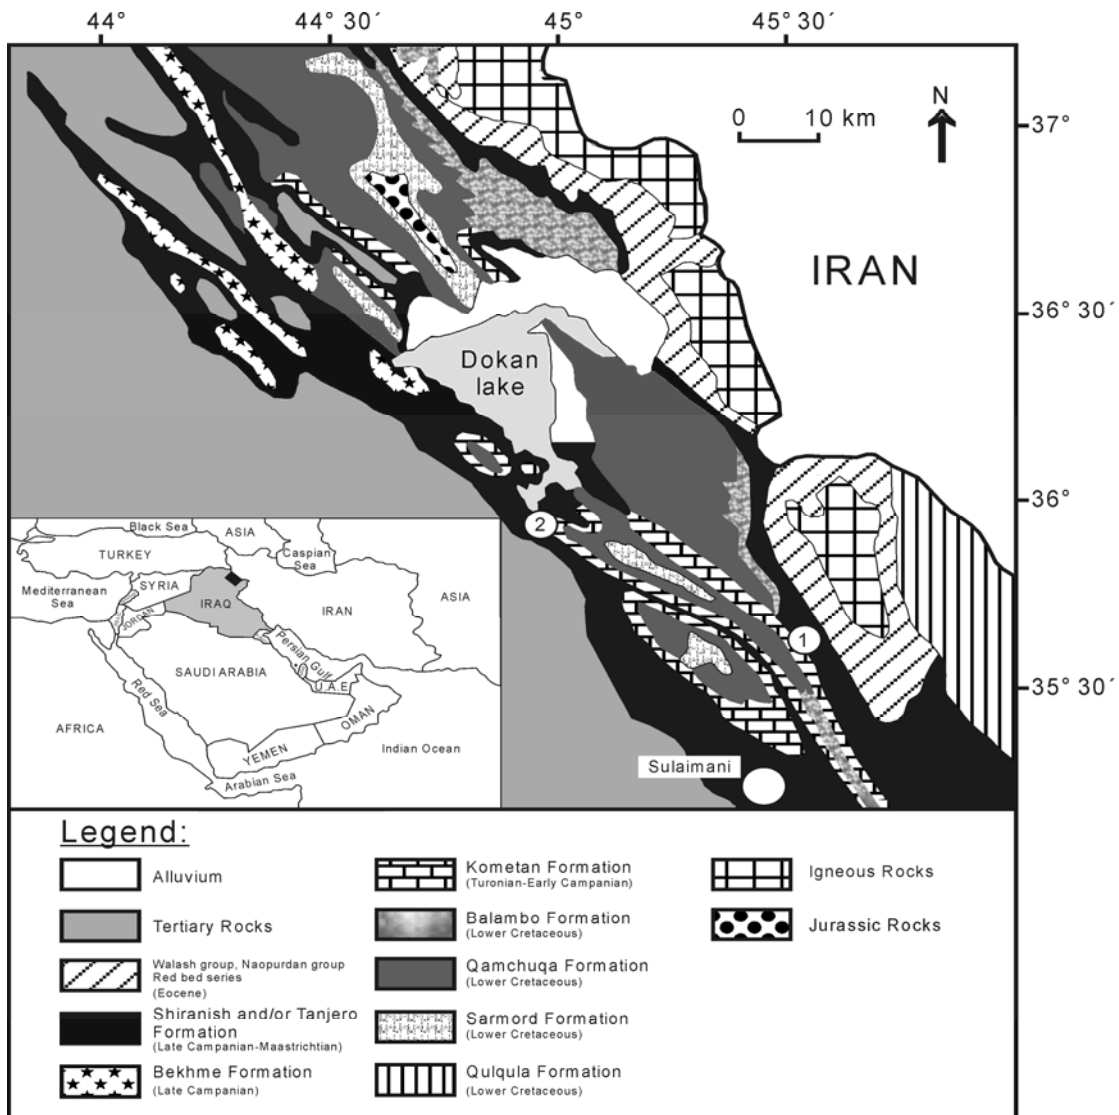 44° 44° 30´ 45° 45° 30´
N
0 10 km
37°
IRAN
36° 30´
Dokan
lake
36°
2
1
35° 30´
Sulaimani
Black Sea
ASIA
TURKEY
Caspian
Sea
Mediterranean
Sea
SYRIA
IRAQ
IRAN
ASIA
JORDAN
Persian Gulf
SAUDI ARABIA
U.A.E
Red Sea
OMAN
AFRICA
YEMEN
Indian Ocean
Arabian Sea
Legend:
Alluvium
Tertiary Rocks
Walash group, Naopurdan group
Red bed series
(Eocene)
Shiranish and/or Tanjero
Formation
(Late Campanian-Maastrichtian)
Bekhme Formation
(Late Campanian)
Kometan Formation
(Turonian-Early Campanian)
Balambo Formation
(Lower Cretaceous)
Qamchuqa Formation
(Lower Cretaceous)
Sarmord Formation
(Lower Cretaceous)
Qulqula Formation
(Lower Cretaceous)
Igneous Rocks
Jurassic Rocks